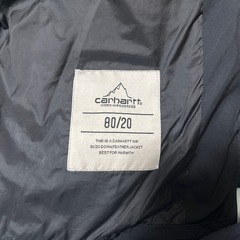 carhartt
WORK IN PROGRESS
80/20
THIS IS A CARHARTT WIP
80/20 DOWN/FEATHER JACKET
BEST FOR WARMTH